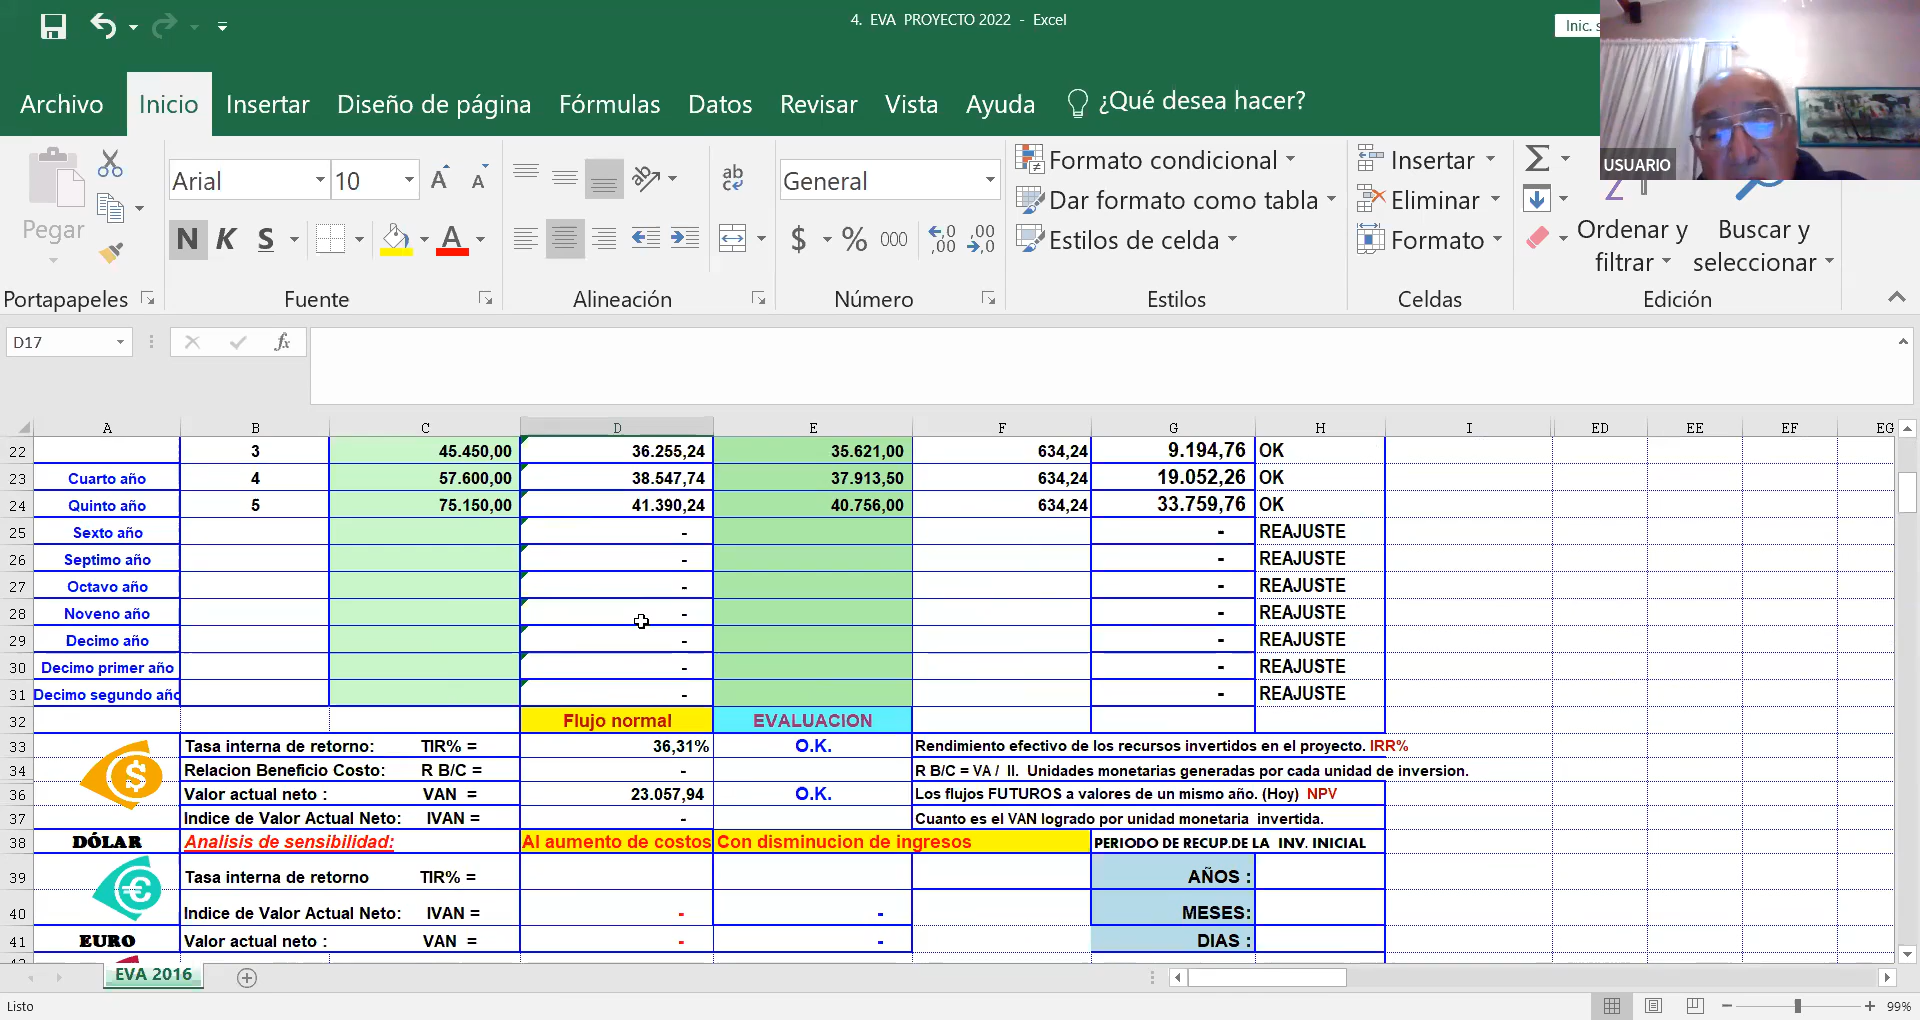 4. EVA PROYECTO 2022 - Excel
Inic. s
Archivo Inicio Insertar Diseño de página Fórmulas Datos Revisar Vista Ayuda ¿Qué desea hacer?
USUARIO
Pegar
Arial 10
General
N K S
$ % 000
Formato condicional
Dar formato como tabla
Estilos de celda
Insertar
Eliminar
Formato
Ordenar y filtrar
Buscar y seleccionar
Portapapeles Fuente Alineación Número Estilos Celdas Edición
D17
fx
A B C D E F G H I ED EE EF EG
22 3 45.450,00 36.255,24 35.621,00 634,24 9.194,76 OK
23 Cuarto año 4 57.600,00 38.547,74 37.913,50 634,24 19.052,26 OK
24 Quinto año 5 75.150,00 41.390,24 40.756,00 634,24 33.759,76 OK
25 Sexto año - - REAJUSTE
26 Septimo año - - REAJUSTE
27 Octavo año - - REAJUSTE
28 Noveno año - - REAJUSTE
29 Decimo año - - REAJUSTE
30 Decimo primer año - - REAJUSTE
31 Decimo segundo año - - REAJUSTE
32 Flujo normal EVALUACION
33 Tasa interna de retorno: TIR% = 36,31% O.K. Rendimiento efectivo de los recursos invertidos en el proyecto. IRR%
34 Relacion Beneficio Costo: R B/C = - R B/C = VA / II. Unidades monetarias generadas por cada unidad de inversion.
36 Valor actual neto : VAN = 23.057,94 O.K. Los flujos FUTUROS a valores de un mismo año. (Hoy) NPV
37 Indice de Valor Actual Neto: IVAN = - Cuanto es el VAN logrado por unidad monetaria invertida.
38 DÓLAR Analisis de sensibilidad: Al aumento de costos Con disminucion de ingresos PERIODO DE RECUP.DE LA INV. INICIAL
39 Tasa interna de retorno TIR% = AÑOS :
40 Indice de Valor Actual Neto: IVAN = - - MESES:
41 EURO Valor actual neto : VAN = - - DIAS :
EVA 2016
Listo
99%